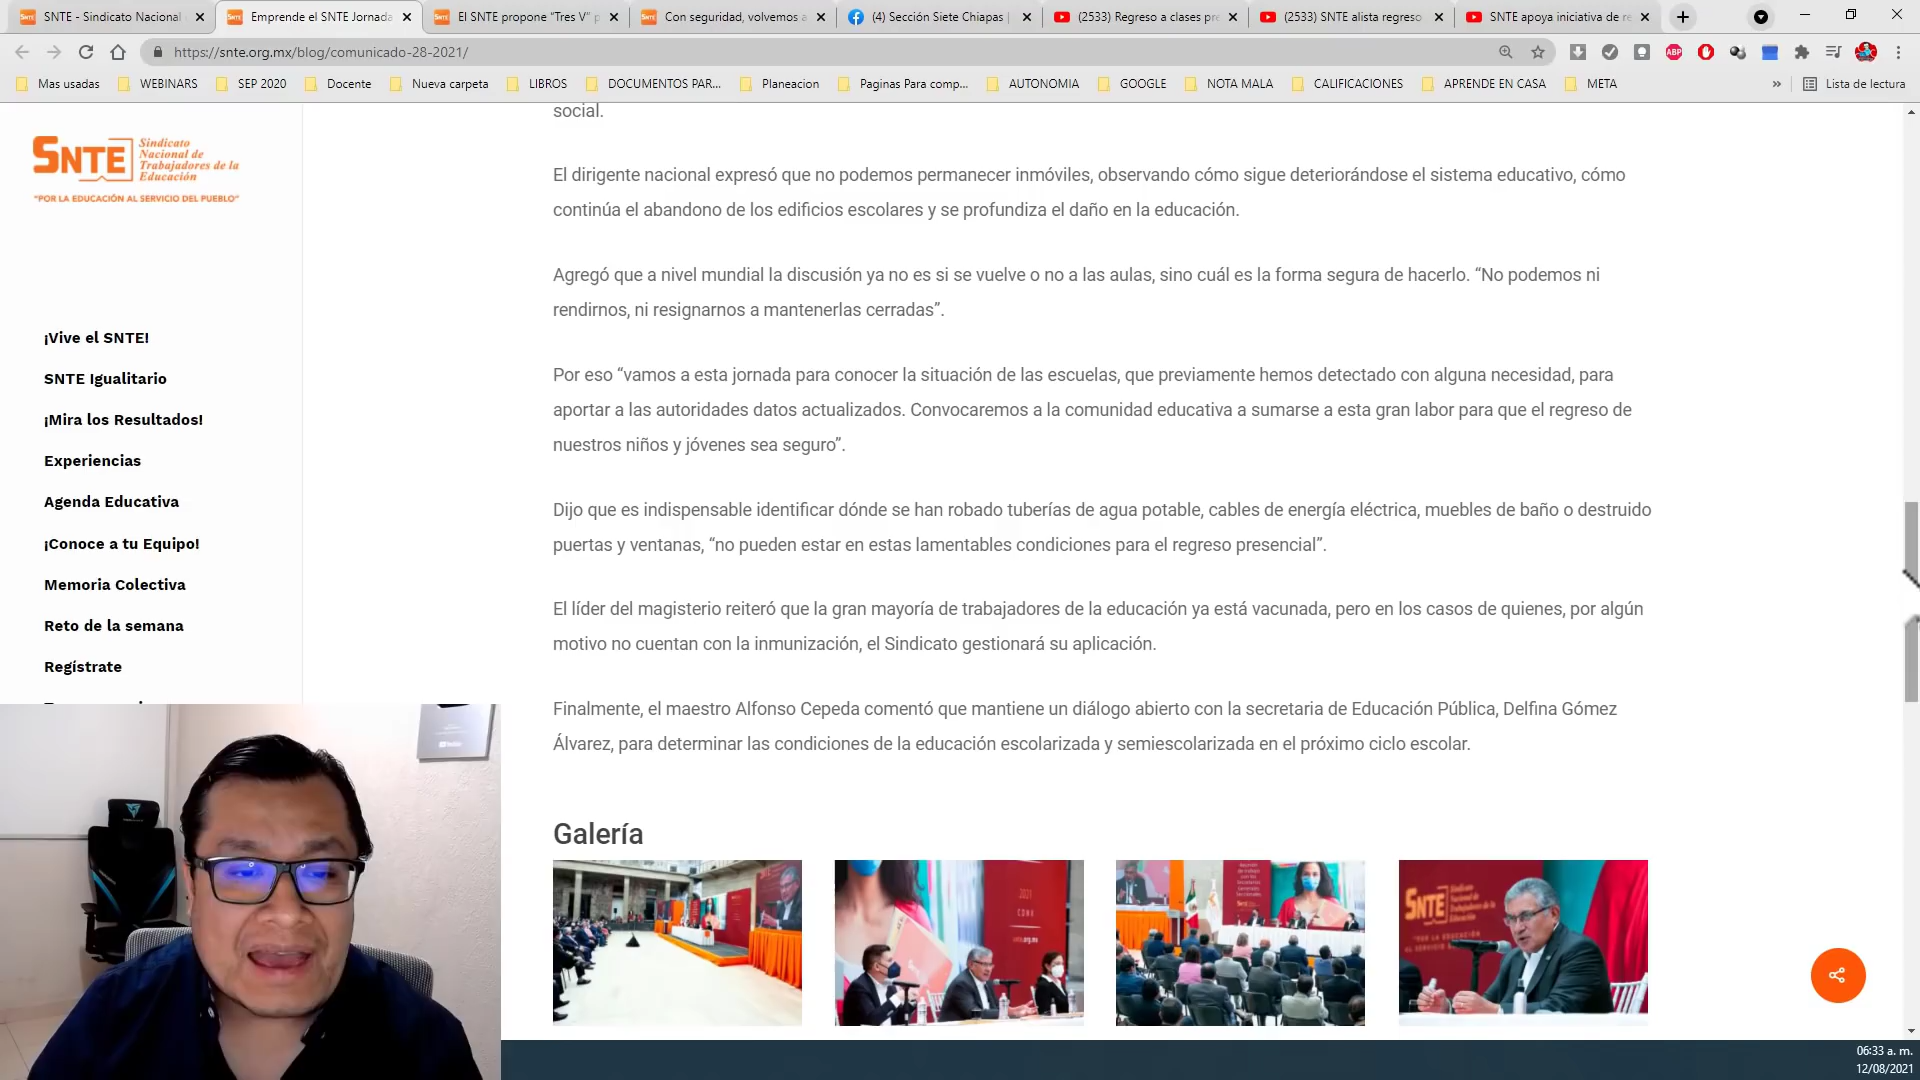 SNTE - Sindicato Nacional
Emprende el SNTE Jornada
El SNTE propone “Tres V” p
Con seguridad, volvemos a
(4) Sección Siete Chiapas |
(2533) Regreso a clases pre
(2533) SNTE alista regreso
SNTE apoya iniciativa de re
https://snte.org.mx/blog/comunicado-28-2021/
ABP
Mas usadas
WEBINARS
SEP 2020
Docente
Nueva carpeta
LIBROS
DOCUMENTOS PAR...
Planeacion
Paginas Para comp...
AUTONOMIA
GOOGLE
NOTA MALA
CALIFICACIONES
APRENDE EN CASA
META
»
Lista de lectura
SNTE
Sindicato
Nacional de
Trabajadores de la
Educación
"POR LA EDUCACIÓN AL SERVICIO DEL PUEBLO"
¡Vive el SNTE!
SNTE Igualitario
¡Mira los Resultados!
Experiencias
Agenda Educativa
¡Conoce a tu Equipo!
Memoria Colectiva
Reto de la semana
Regístrate
social.
El dirigente nacional expresó que no podemos permanecer inmóviles, observando cómo sigue deteriorándose el sistema educativo, cómo
continúa el abandono de los edificios escolares y se profundiza el daño en la educación.
Agregó que a nivel mundial la discusión ya no es si se vuelve o no a las aulas, sino cuál es la forma segura de hacerlo. “No podemos ni
rendirnos, ni resignarnos a mantenerlas cerradas”.
Por eso “vamos a esta jornada para conocer la situación de las escuelas, que previamente hemos detectado con alguna necesidad, para
aportar a las autoridades datos actualizados. Convocaremos a la comunidad educativa a sumarse a esta gran labor para que el regreso de
nuestros niños y jóvenes sea seguro”.
Dijo que es indispensable identificar dónde se han robado tuberías de agua potable, cables de energía eléctrica, muebles de baño o destruido
puertas y ventanas, “no pueden estar en estas lamentables condiciones para el regreso presencial”.
El líder del magisterio reiteró que la gran mayoría de trabajadores de la educación ya está vacunada, pero en los casos de quienes, por algún
motivo no cuentan con la inmunización, el Sindicato gestionará su aplicación.
Finalmente, el maestro Alfonso Cepeda comentó que mantiene un diálogo abierto con la secretaria de Educación Pública, Delfina Gómez
Álvarez, para determinar las condiciones de la educación escolarizada y semiescolarizada en el próximo ciclo escolar.
Galería
2021
SNTE
Sindicato
Nacional de
Trabajadores de la
Educación
06:33 a. m.
12/08/2021